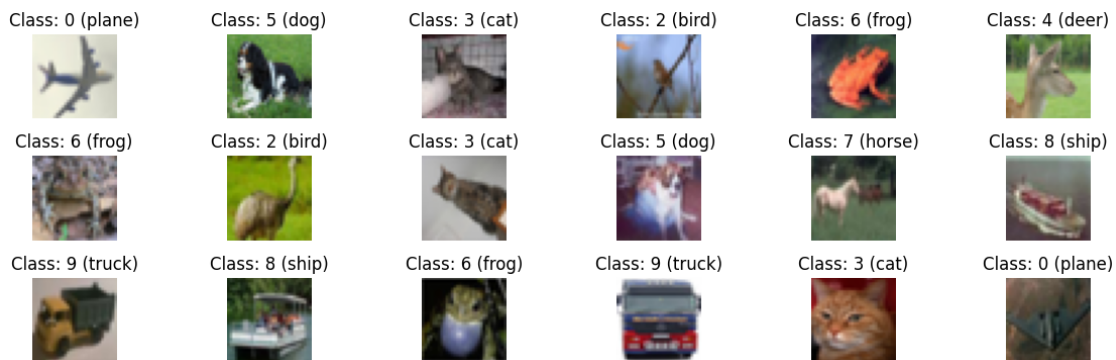 Class: 0 (plane) Class: 5 (dog) Class: 3 (cat) Class: 2 (bird) Class: 6 (frog) Class: 4 (deer)
Class: 6 (frog) Class: 2 (bird) Class: 3 (cat) Class: 5 (dog) Class: 7 (horse) Class: 8 (ship)
Class: 9 (truck) Class: 8 (ship) Class: 6 (frog) Class: 9 (truck) Class: 3 (cat) Class: 0 (plane)